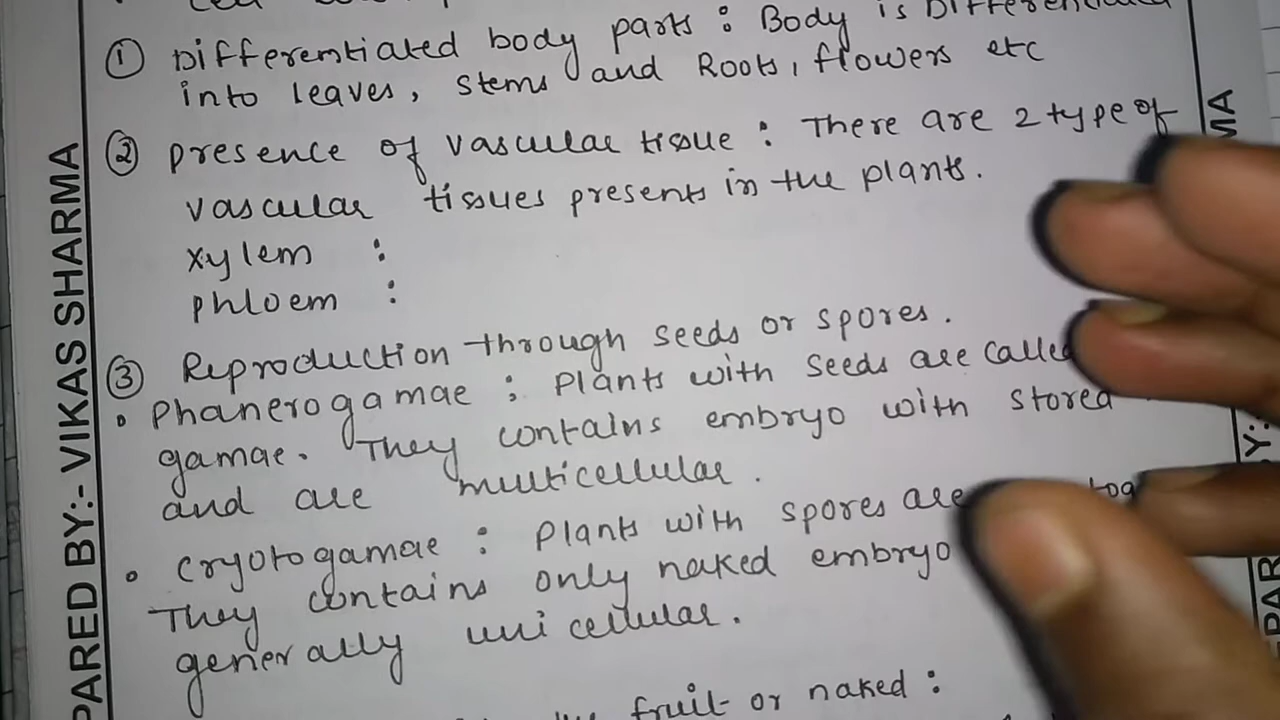 ① Differentiated body parts : Body is Differentiated
into leaves, stems and Roots, flowers etc
② presence of vascular tissue : There are 2 type of
vascular tissues presents in the plants.
xylem :
phloem :
③ Reproduction through seeds or spores.
• Phanerogamae : Plants with seeds are called
gamae. They contains embryo with stored
and are multicellular.
• Cryotogamae : Plants with spores are
They contains only naked embryo
generally unicellular.
fruit or naked :
PARED BY:- VIKAS SHARMA